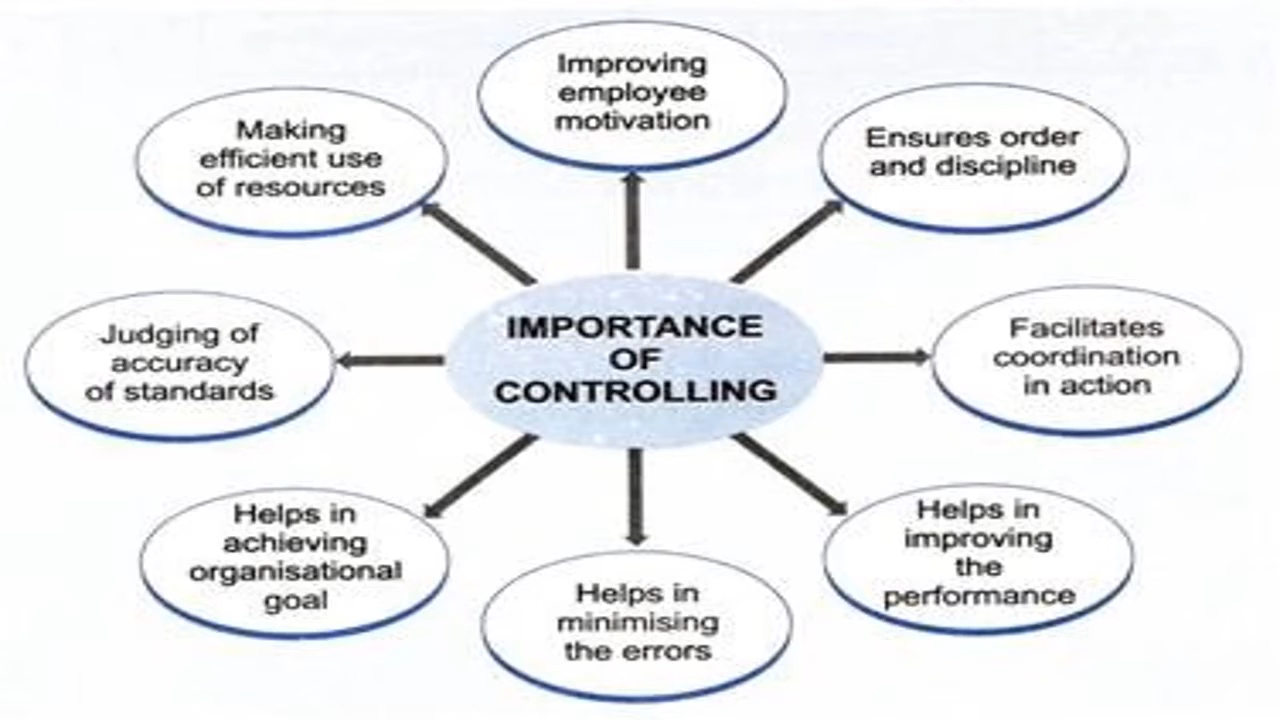 Improving
employee
motivation
Making
efficient use
of resources
Ensures order
and discipline
IMPORTANCE
OF
CONTROLLING
Judging of
accuracy
of standards
Facilitates
coordination
in action
Helps in
achieving
organisational
goal
Helps in
minimising
the errors
Helps in
improving
the
performance